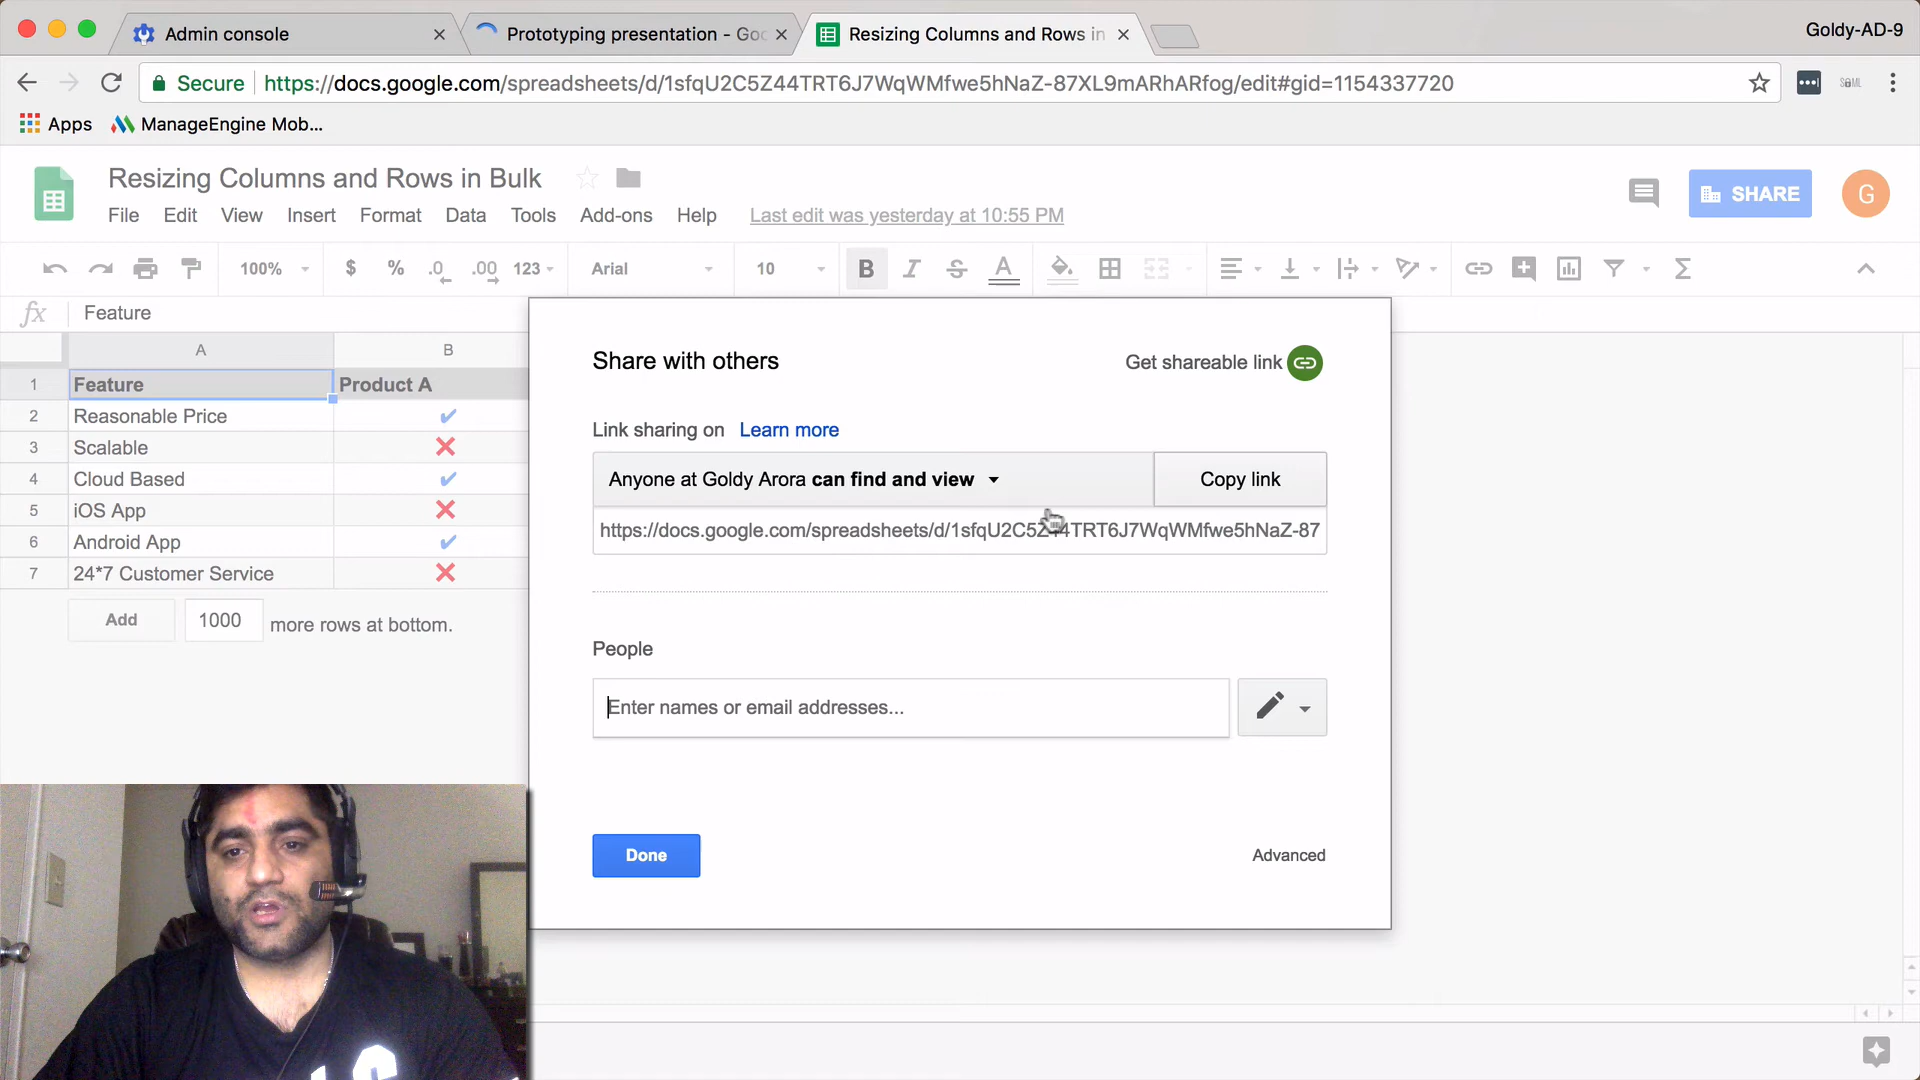 Admin console
Prototyping presentation - Goo
Resizing Columns and Rows in
Goldy-AD-9
Secure https://docs.google.com/spreadsheets/d/1sfqU2C5Z44TRT6J7WqWMfwe5hNaZ-87XL9mARhARfog/edit#gid=1154337720
Apps ManageEngine Mob...
Resizing Columns and Rows in Bulk
File Edit View Insert Format Data Tools Add-ons Help Last edit was yesterday at 10:55 PM
SHARE
G
100% $ % .0 .00 123 Arial 10 B I S A Σ
fx Feature
A B
1 Feature Product A
2 Reasonable Price ✔
3 Scalable ❌
4 Cloud Based ✔
5 iOS App ❌
6 Android App ✔
7 24*7 Customer Service ❌
Add 1000 more rows at bottom.
Share with others
Get shareable link
Link sharing on Learn more
Anyone at Goldy Arora can find and view
Copy link
https://docs.google.com/spreadsheets/d/1sfqU2C5Z44TRT6J7WqWMfwe5hNaZ-87
People
Enter names or email addresses...
Done
Advanced